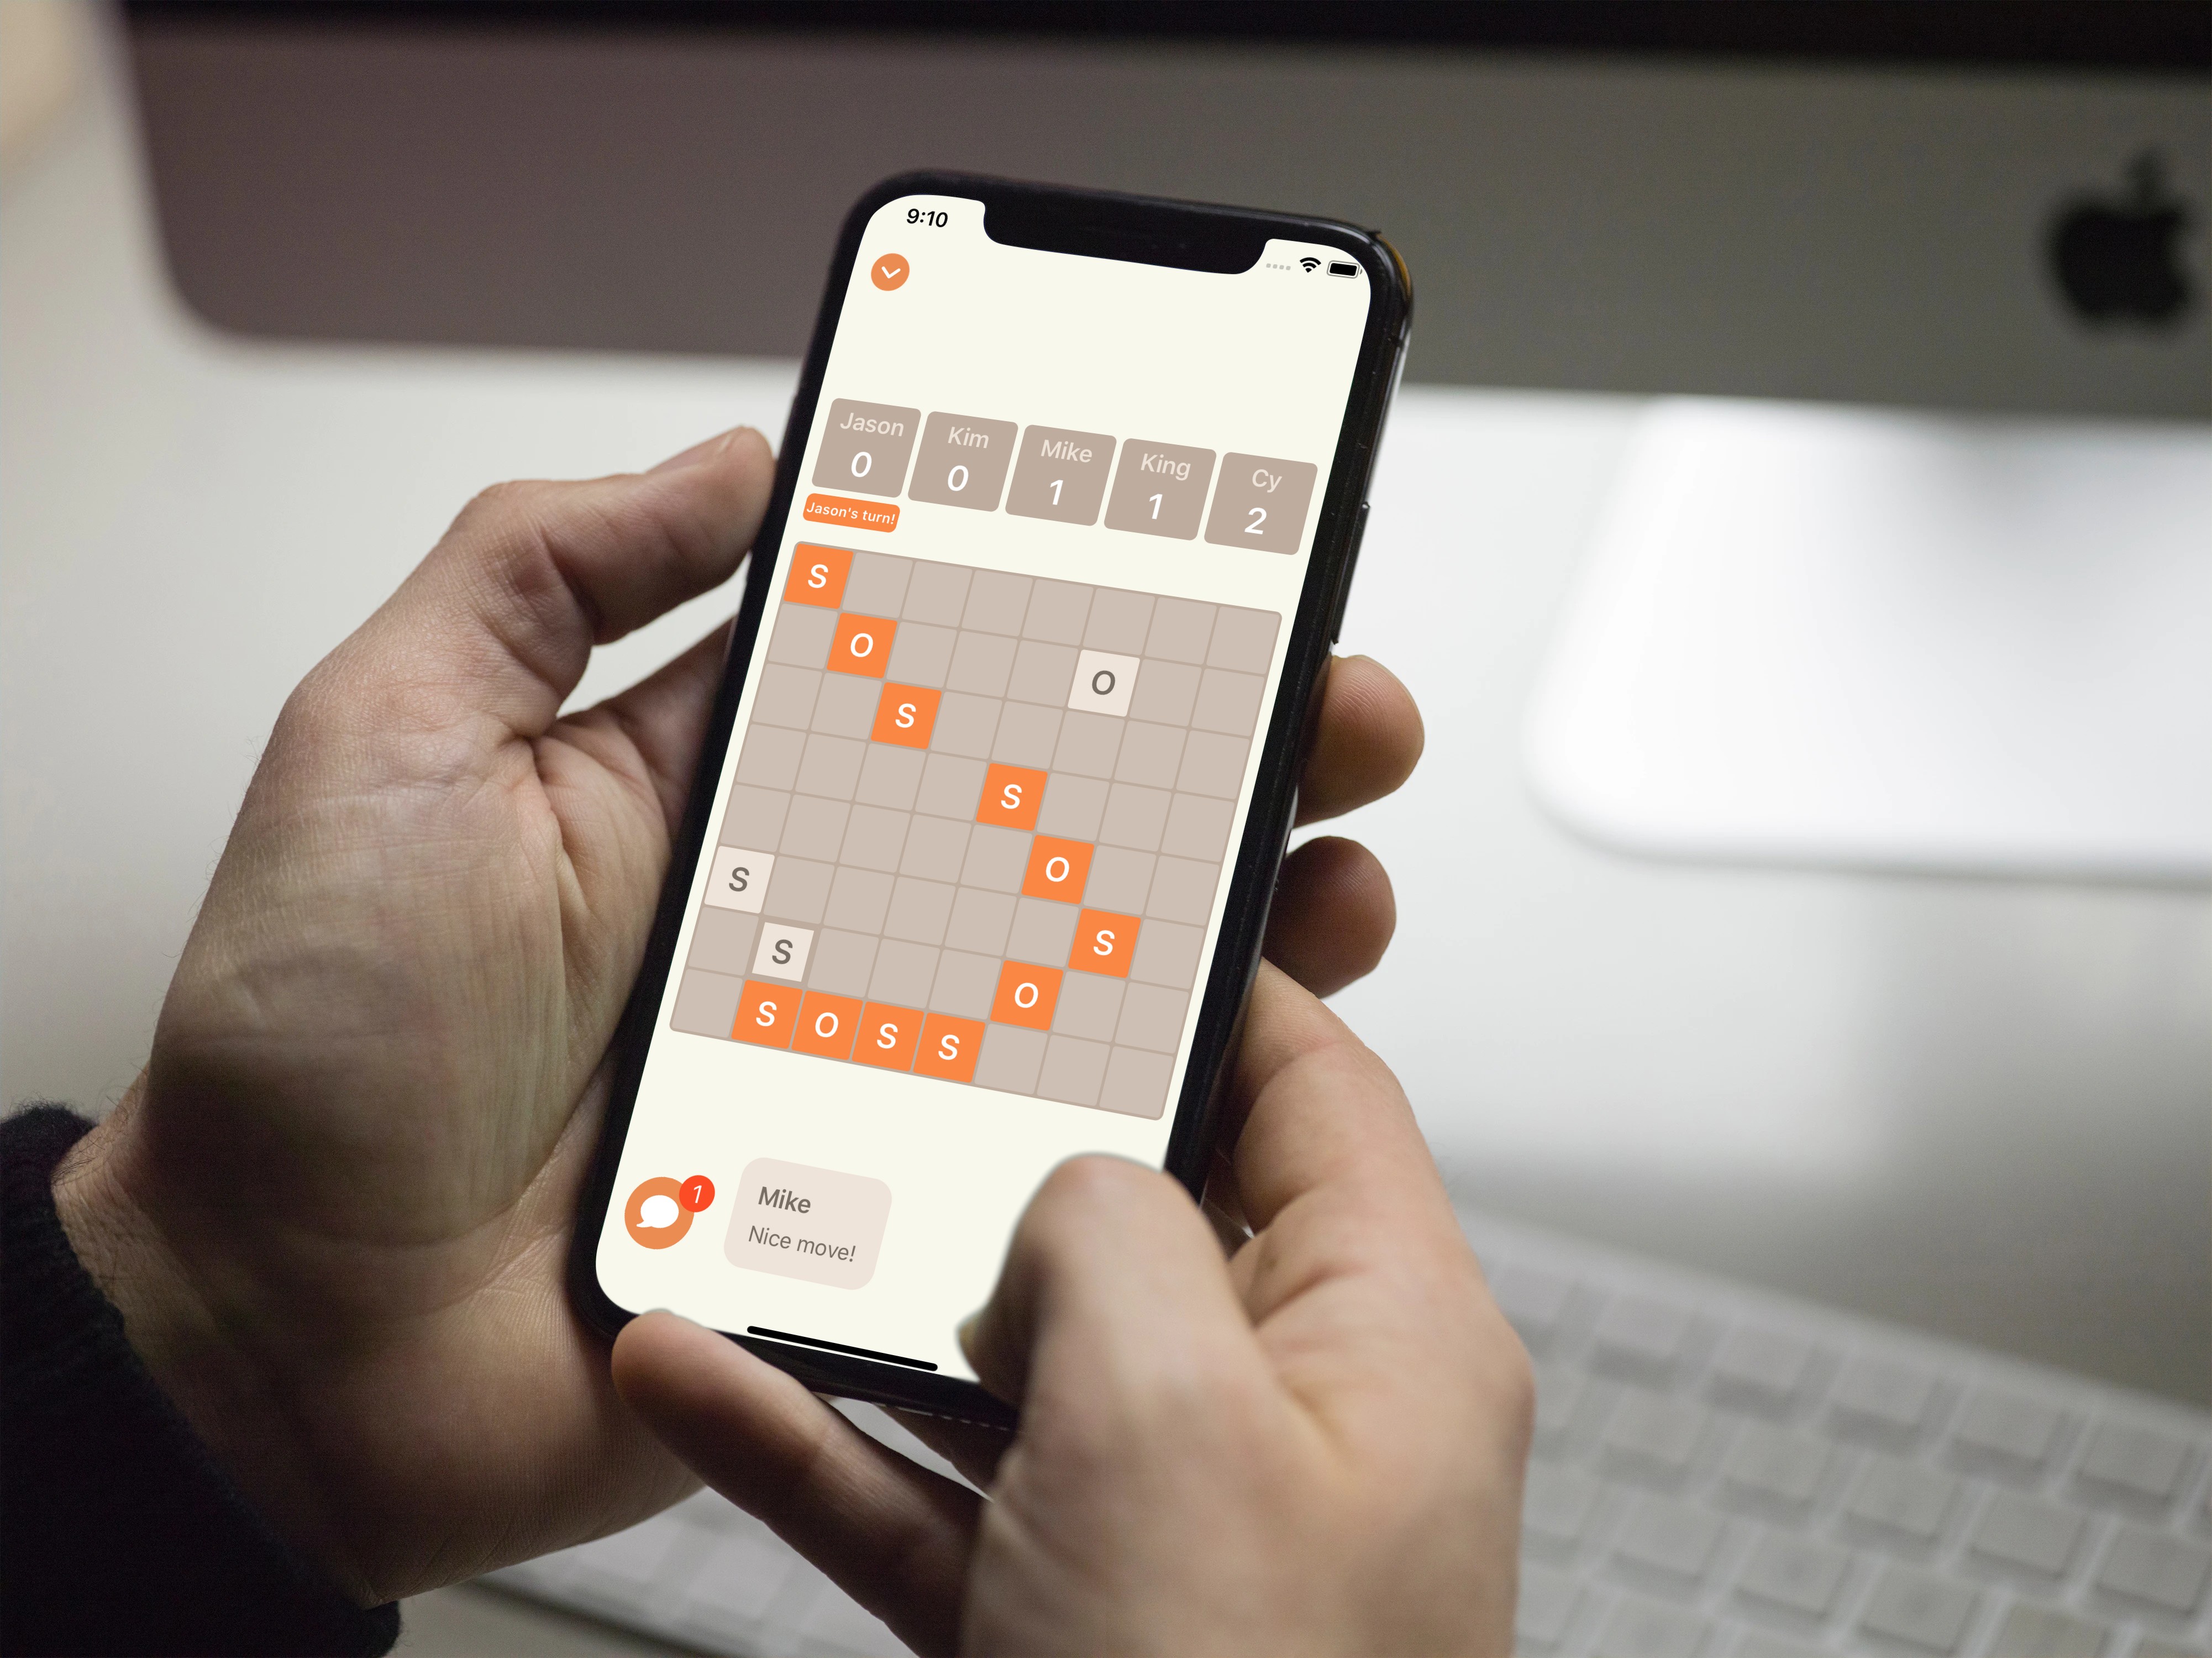 9:10
Jason Kim Mike King Cy
0 0 1 1 2
Jason's turn!
S
O O
S
S
O
S S
S O
S O S S
1
Mike
Nice move!